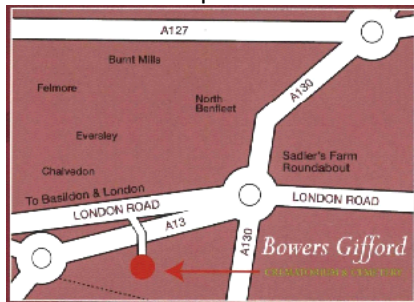 A127
Burnt Mills
Felmore
North
Benfleet
A130
Eversley
Sadler's Farm
Roundabout
Chalvedon
To Basildon & London
LONDON ROAD
LONDON ROAD
A13
A130
Bowers Gifford